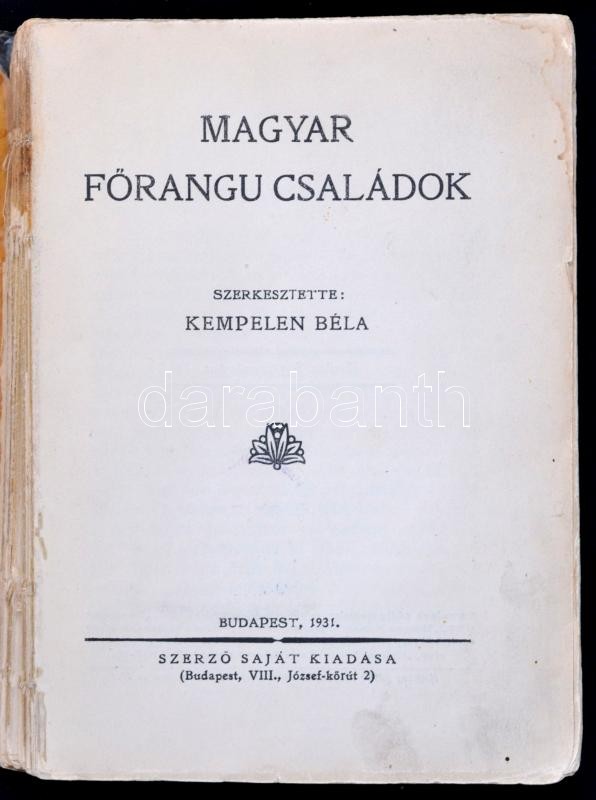 MAGYAR
FŐRANGU CSALÁDOK
SZERKESZTETTE:
KEMPELEN BÉLA
darabanth
BUDAPEST, 1931.
SZERZŐ SAJÁT KIADÁSA
(Budapest, VIII., József-körút 2)